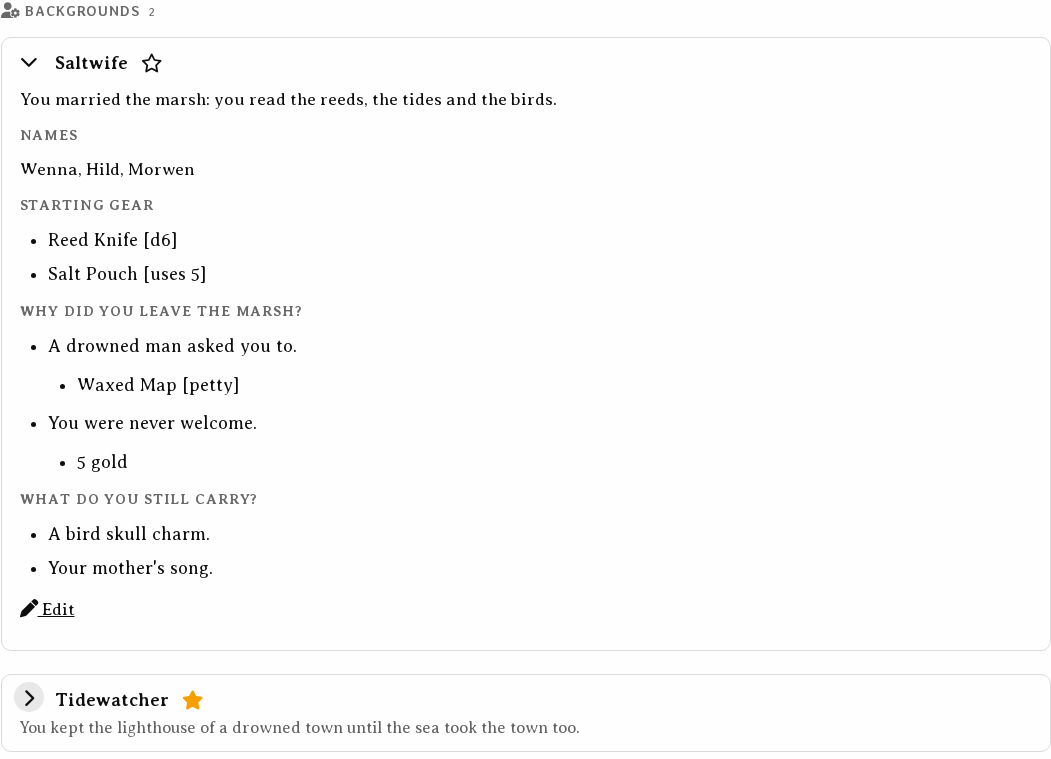 BACKGROUNDS 2
Saltwife
You married the marsh: you read the reeds, the tides and the birds.
NAMES
Wenna, Hild, Morwen
STARTING GEAR
Reed Knife [d6]
Salt Pouch [uses 5]
WHY DID YOU LEAVE THE MARSH?
A drowned man asked you to.
Waxed Map [petty]
You were never welcome.
5 gold
WHAT DO YOU STILL CARRY?
A bird skull charm.
Your mother's song.
Edit
Tidewatcher
You kept the lighthouse of a drowned town until the sea took the town too.